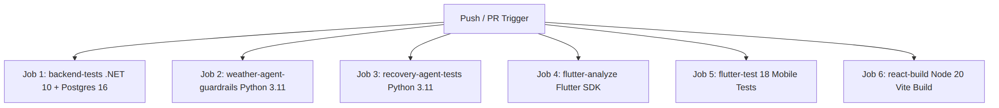 Push / PR Trigger
Job 1: backend-tests .NET
10 + Postgres 16
Job 2: weather-agent-
guardrails Python 3.11
Job 3: recovery-agent-tests
Python 3.11
Job 4: flutter-analyze
Flutter SDK
Job 5: flutter-test 18 Mobile
Tests
Job 6: react-build Node 20
Vite Build